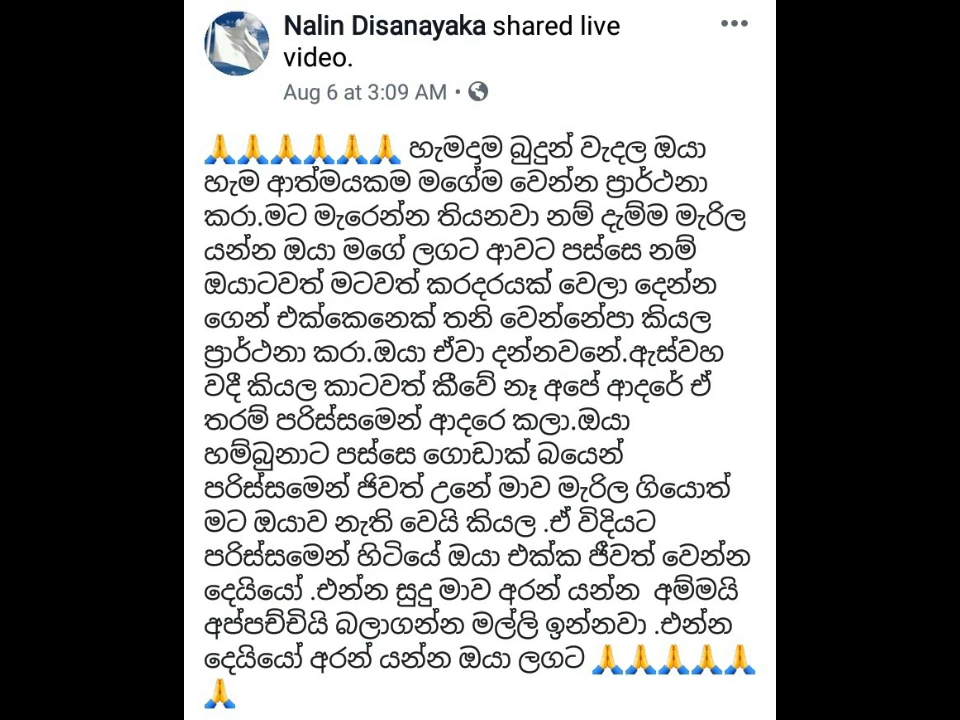 Nalin Disanayaka shared live
video.
Aug 6 at 3:09 AM •
🙏🙏🙏🙏🙏🙏 හැමදාම බුදුන් වැදල ඔයා
හැම ආත්මයකම මගේම වෙන්න ප්‍රාර්ථනා
කරා.මට මැරෙන්න තියනවා නම් දැම්ම මැරිල
යන්න ඔයා මගේ ලගට ආවට පස්සෙ නම්
ඔයාටවත් මටවත් කරදරයක් වෙලා දෙන්න
ගෙන් එක්කෙනෙක් තනි වෙන්නේපා කියල
ප්‍රාර්ථනා කරා.ඔයා ඒවා දන්නවනේ.ඇස්වහ
වදී කියල කාටවත් කීවේ නෑ අපේ ආදරේ ඒ
තරම් පරිස්සමෙන් ආදරෙ කලා.ඔයා
හම්බුනාට පස්සෙ ගොඩාක් බයෙන්
පරිස්සමෙන් ජිවත් උනේ මාව මැරිල ගියොත්
මට ඔයාව නැති වෙයි කියල .ඒ විදියට
පරිස්සමෙන් හිටියේ ඔයා එක්ක ජීවත් වෙන්න
දෙයියෝ .එන්න සුදු මාව අරන් යන්න  අම්මයි
අප්පච්චියි බලාගන්න මල්ලි ඉන්නවා .එන්න
දෙයියෝ අරන් යන්න ඔයා ලගට 🙏🙏🙏🙏🙏
🙏